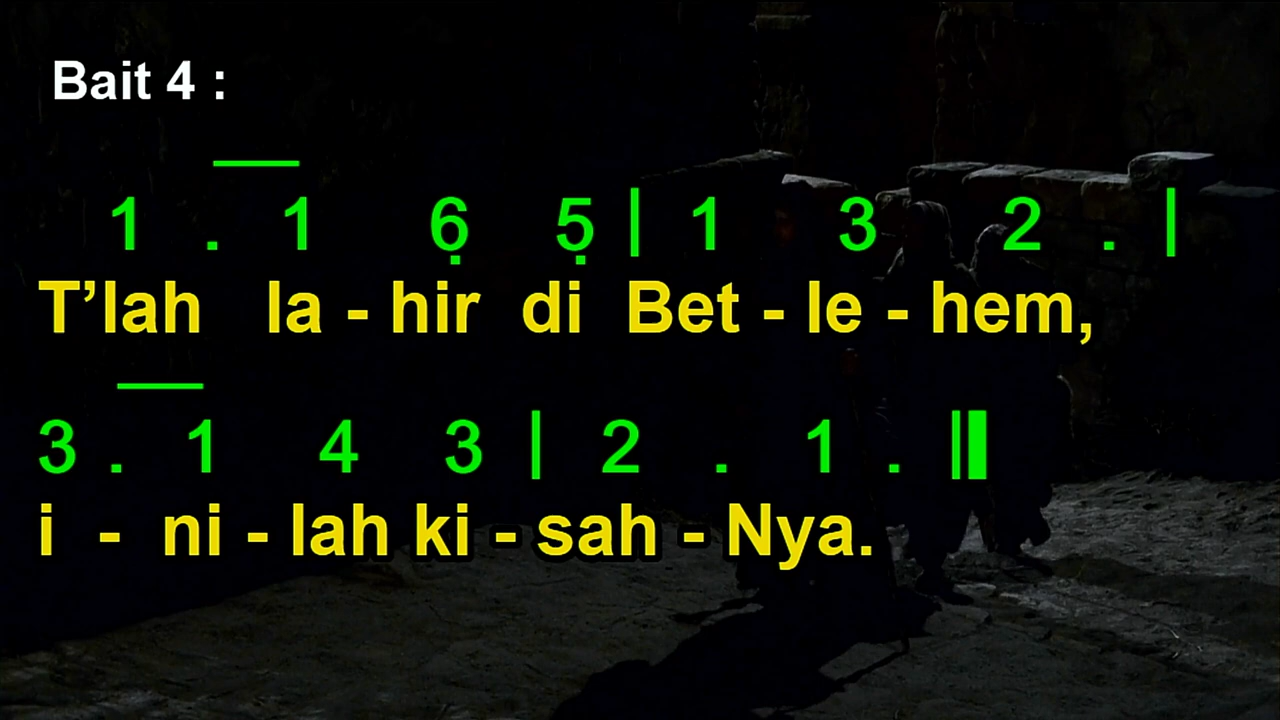 Bait 4 :
1 . 1 6̣ 5̣ | 1 3 2 . |
T’lah la - hir di Bet - le - hem,
3 . 1 4 3 | 2 . 1 . ||
i - ni - lah ki - sah - Nya.